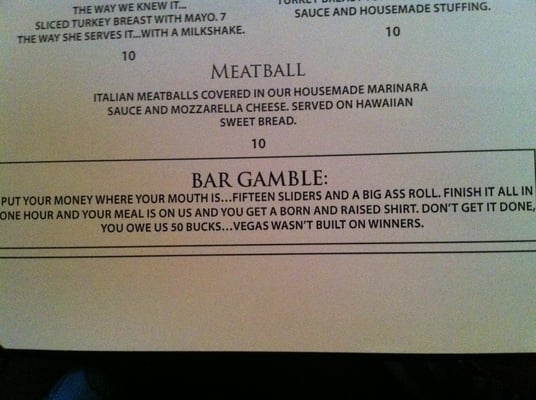 THE WAY WE KNEW IT...
SLICED TURKEY BREAST WITH MAYO. 7
THE WAY SHE SERVES IT...WITH A MILKSHAKE.
10
SAUCE AND HOUSEMADE STUFFING.
10
MEATBALL
ITALIAN MEATBALLS COVERED IN OUR HOUSEMADE MARINARA
SAUCE AND MOZZARELLA CHEESE. SERVED ON HAWAIIAN
SWEET BREAD.
10
BAR GAMBLE:
PUT YOUR MONEY WHERE YOUR MOUTH IS...FIFTEEN SLIDERS AND A BIG ASS ROLL. FINISH IT ALL IN
ONE HOUR AND YOUR MEAL IS ON US AND YOU GET A BORN AND RAISED SHIRT. DON'T GET IT DONE,
YOU OWE US 50 BUCKS...VEGAS WASN'T BUILT ON WINNERS.